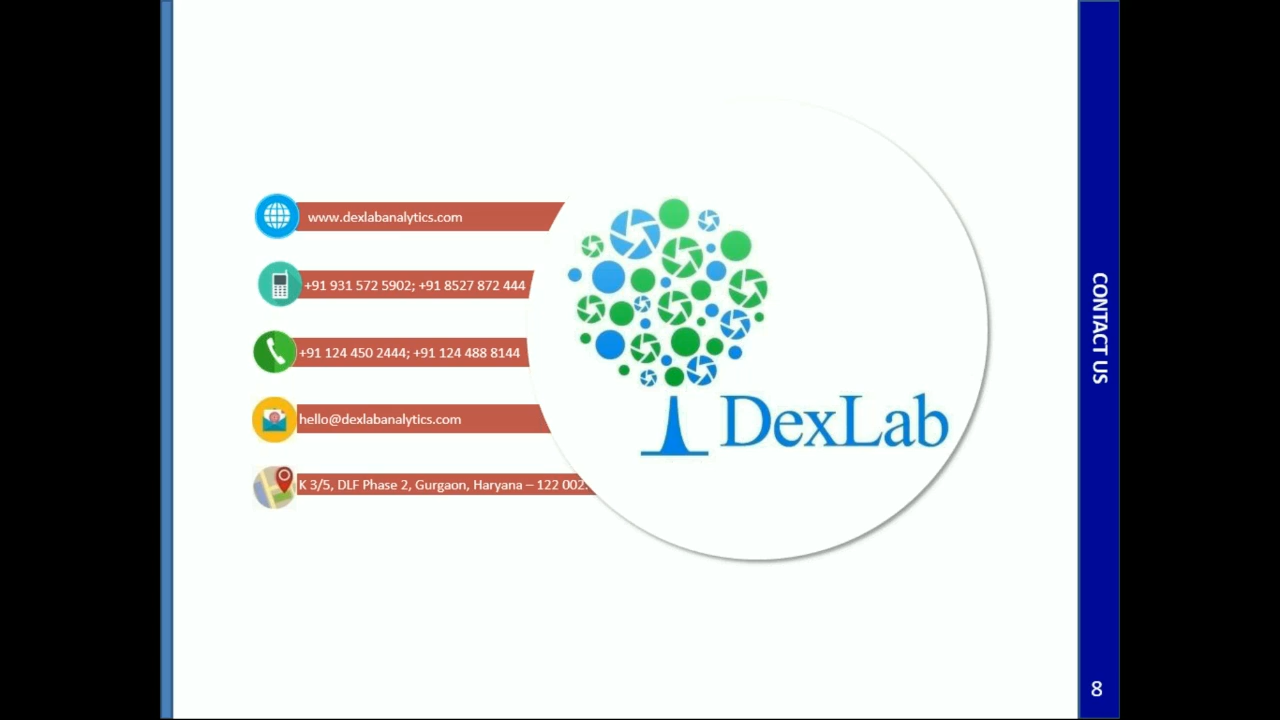 www.dexlabanalytics.com
+91 931 572 5902; +91 8527 872 444
+91 124 450 2444; +91 124 488 8144
hello@dexlabanalytics.com
K 3/5, DLF Phase 2, Gurgaon, Haryana – 122 002.
DexLab
CONTACT US
8